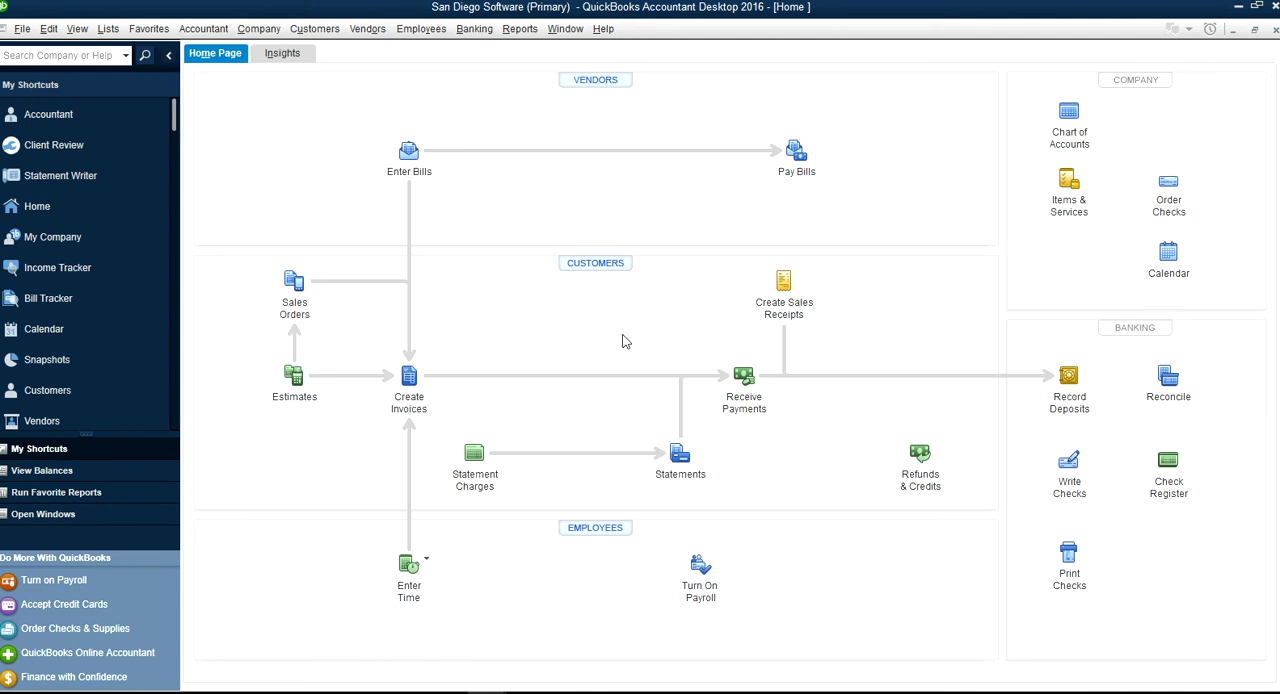 San Diego Software (Primary) - QuickBooks Accountant Desktop 2016 - [Home ]
File Edit View Lists Favorites Accountant Company Customers Vendors Employees Banking Reports Window Help
Search Company or Help
Home Page
Insights
My Shortcuts
Accountant
Client Review
Statement Writer
Home
My Company
Income Tracker
Bill Tracker
Calendar
Snapshots
Customers
Vendors
My Shortcuts
View Balances
Run Favorite Reports
Open Windows
Do More With QuickBooks
Turn on Payroll
Accept Credit Cards
Order Checks & Supplies
QuickBooks Online Accountant
Finance with Confidence
VENDORS
Enter Bills
Pay Bills
CUSTOMERS
Sales
Orders
Create Sales
Receipts
Estimates
Create
Invoices
Receive
Payments
Statement
Charges
Statements
Refunds
& Credits
EMPLOYEES
Enter
Time
Turn On
Payroll
COMPANY
Chart of
Accounts
Items &
Services
Order
Checks
Calendar
BANKING
Record
Deposits
Reconcile
Write
Checks
Check
Register
Print
Checks